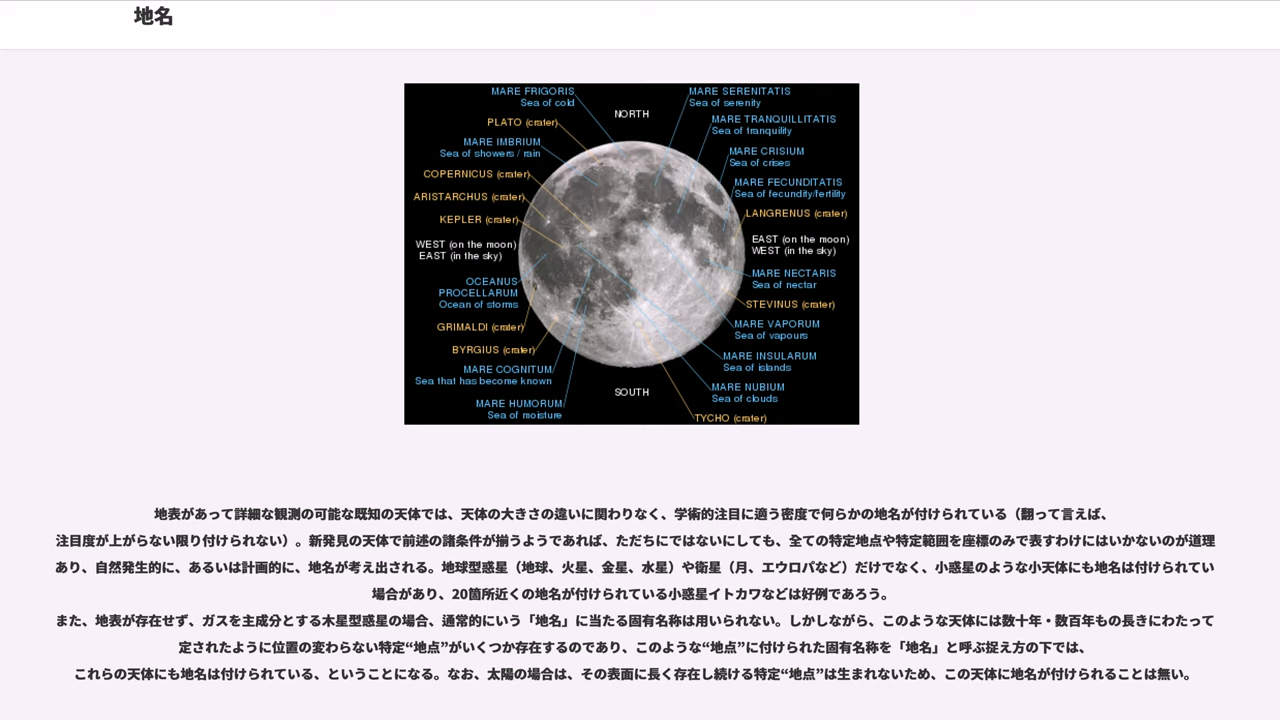 地名
MARE FRIGORIS
Sea of cold
PLATO (crater)
MARE IMBRIUM
Sea of showers / rain
COPERNICUS (crater)
ARISTARCHUS (crater)
KEPLER (crater)
WEST (on the moon)
EAST (in the sky)
OCEANUS
PROCELLARUM
Ocean of storms
GRIMALDI (crater)
BYRGIUS (crater)
MARE COGNITUM
Sea that has become known
MARE HUMORUM
Sea of moisture
NORTH
SOUTH
MARE SERENITATIS
Sea of serenity
MARE TRANQUILLITATIS
Sea of tranquility
MARE CRISIUM
Sea of crises
MARE FECUNDITATIS
Sea of fecundity/fertility
LANGRENUS (crater)
EAST (on the moon)
WEST (in the sky)
MARE NECTARIS
Sea of nectar
STEVINUS (crater)
MARE VAPORUM
Sea of vapours
MARE INSULARUM
Sea of islands
MARE NUBIUM
Sea of clouds
TYCHO (crater)
地表があって詳細な観測の可能な既知の天体では、天体の大きさの違いに関わりなく、学術的注目に適う密度で何らかの地名が付けられている（翻って言えば、
注目度が上がらない限り付けられない）。新発見の天体で前述の諸条件が揃うようであれば、ただちにではないにしても、全ての特定地点や特定範囲を座標のみで表すわけにはいかないのが道理
あり、自然発生的に、あるいは計画的に、地名が考え出される。地球型惑星（地球、火星、金星、水星）や衛星（月、エウロパなど）だけでなく、小惑星のような小天体にも地名は付けられてい
場合があり、20箇所近くの地名が付けられている小惑星イトカワなどは好例であろう。
また、地表が存在せず、ガスを主成分とする木星型惑星の場合、通常的にいう「地名」に当たる固有名称は用いられない。しかしながら、このような天体には数十年・数百年もの長きにわたって
定されたように位置の変わらない特定“地点”がいくつか存在するのであり、このような“地点”に付けられた固有名称を「地名」と呼ぶ捉え方の下では、
これらの天体にも地名は付けられている、ということになる。なお、太陽の場合は、その表面に長く存在し続ける特定“地点”は生まれないため、この天体に地名が付けられることは無い。